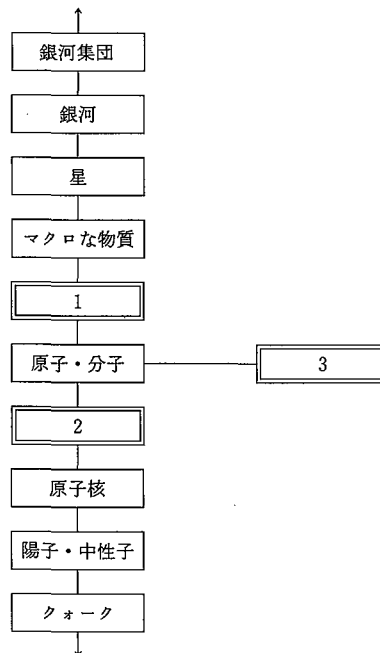 銀河集団
銀河
星
マクロな物質
1
原子・分子
3
2
原子核
陽子・中性子
クォーク